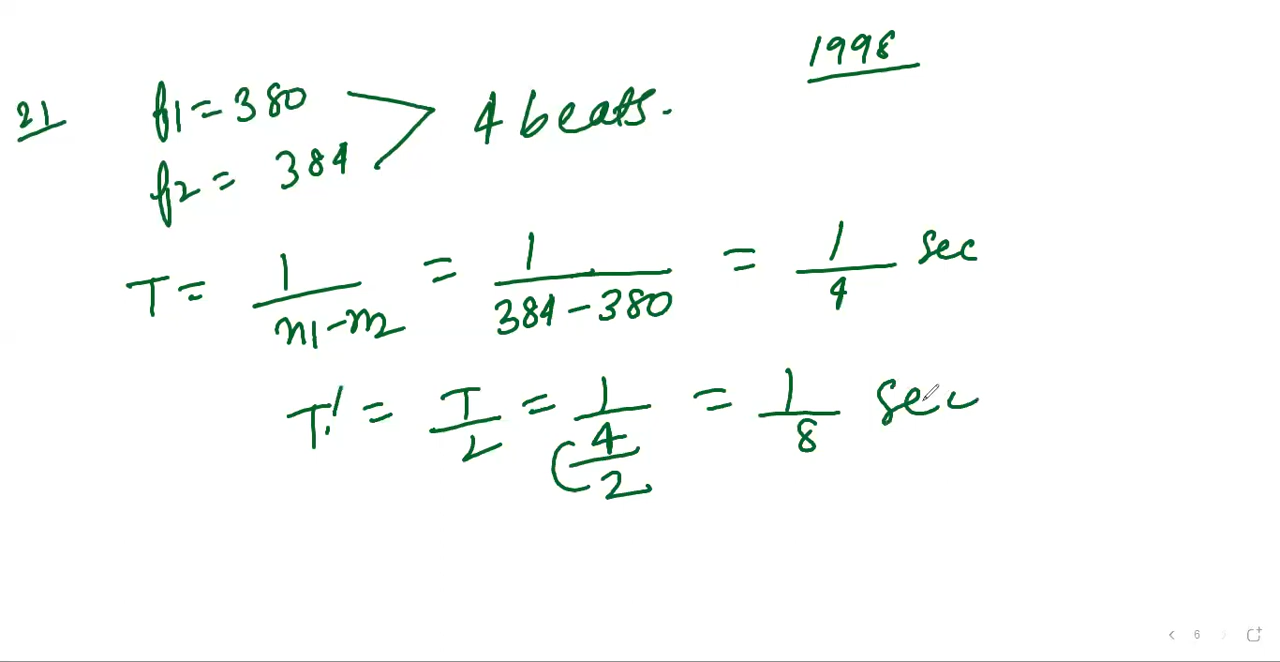 1998
21 f1 = 380
f2 = 384
4 beats.
T = 1/(n1 - n2) = 1/(384 - 380) = 1/4 sec
T' = T/2 = (1/4)/2 = 1/8 sec
6